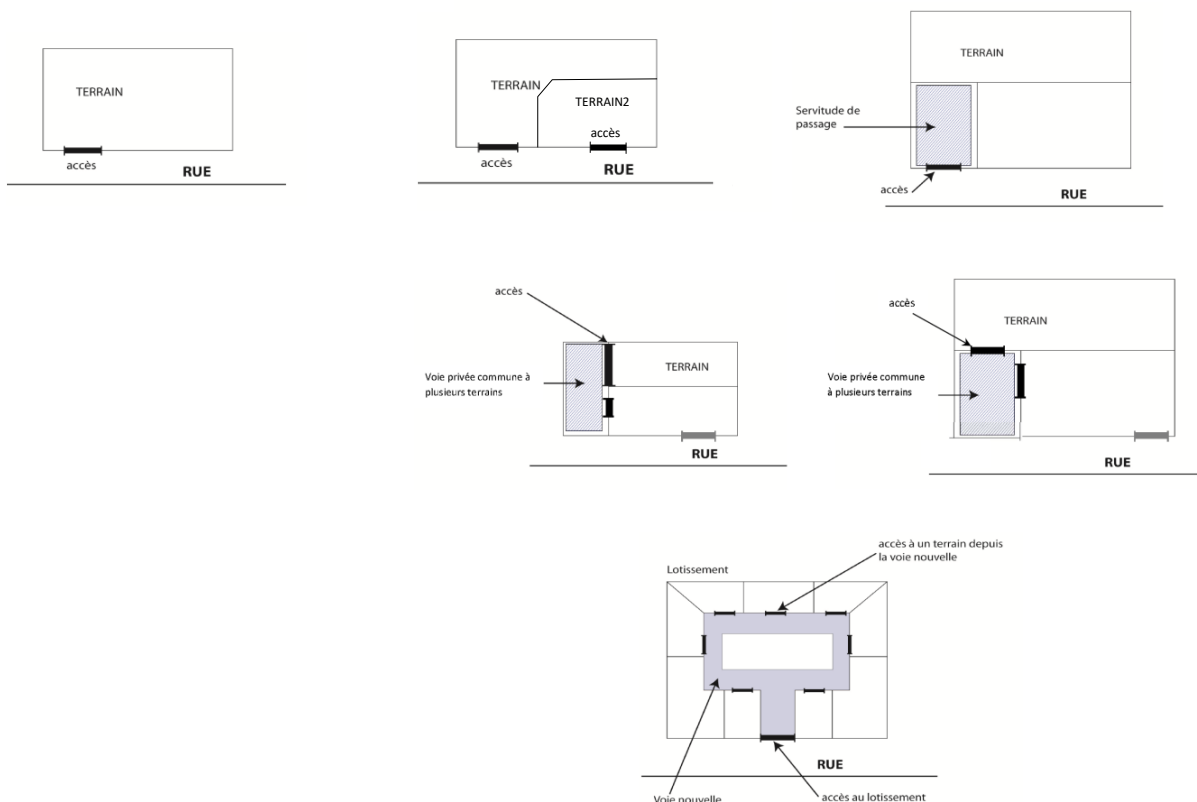 TERRAIN
accès
RUE
TERRAIN
TERRAIN2
accès
accès
RUE
TERRAIN
Servitude de
passage
accès
RUE
accès
TERRAIN
Voie privée commune à
plusieurs terrains
RUE
accès
TERRAIN
Voie privée commune
à plusieurs terrains
RUE
accès à un terrain depuis
la voie nouvelle
Lotissement
RUE
Voie nouvelle
accès au lotissement